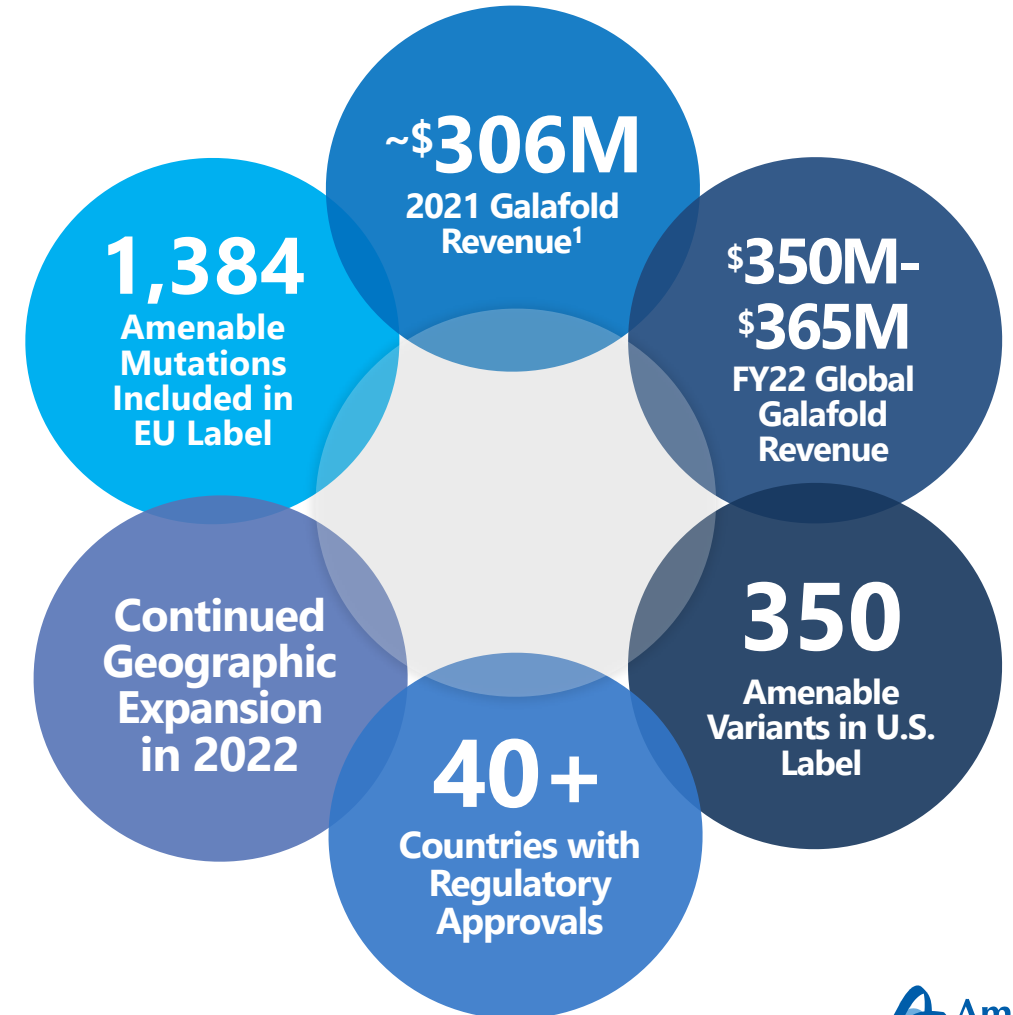 ~$306M
2021 Galafold
Revenue1
1,384
Amenable
Mutations
Included in
EU Label
$350M-
$365M
FY22 Global
Galafold
Revenue
Continued
Geographic
Expansion
in 2022
350
Amenable
Variants in U.S.
Label
40+
Countries with
Regulatory
Approvals